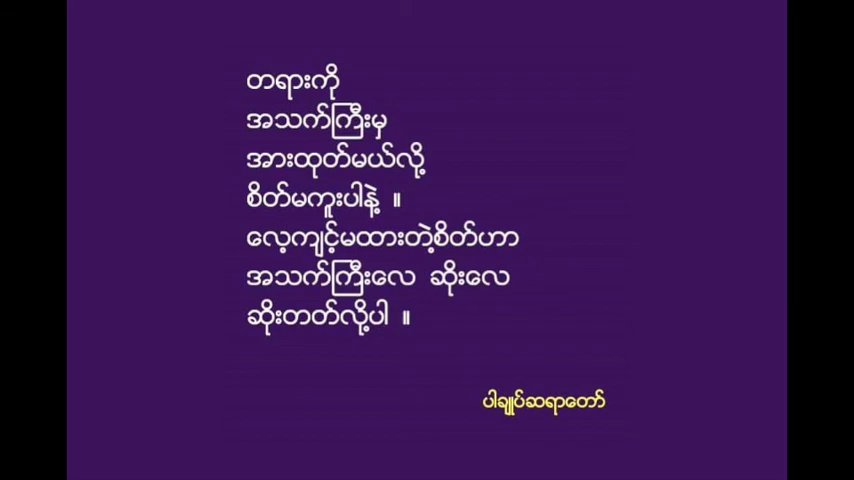 တရားကို
အသက်ကြီးမှ
အားထုတ်မယ်လို့
စိတ်မကူးပါနဲ့ ။
လေ့ကျင့်မထားတဲ့စိတ်ဟာ
အသက်ကြီးလေ ဆိုးလေ
ဆိုးတတ်လို့ပါ ။
ပါချုပ်ဆရာတော်